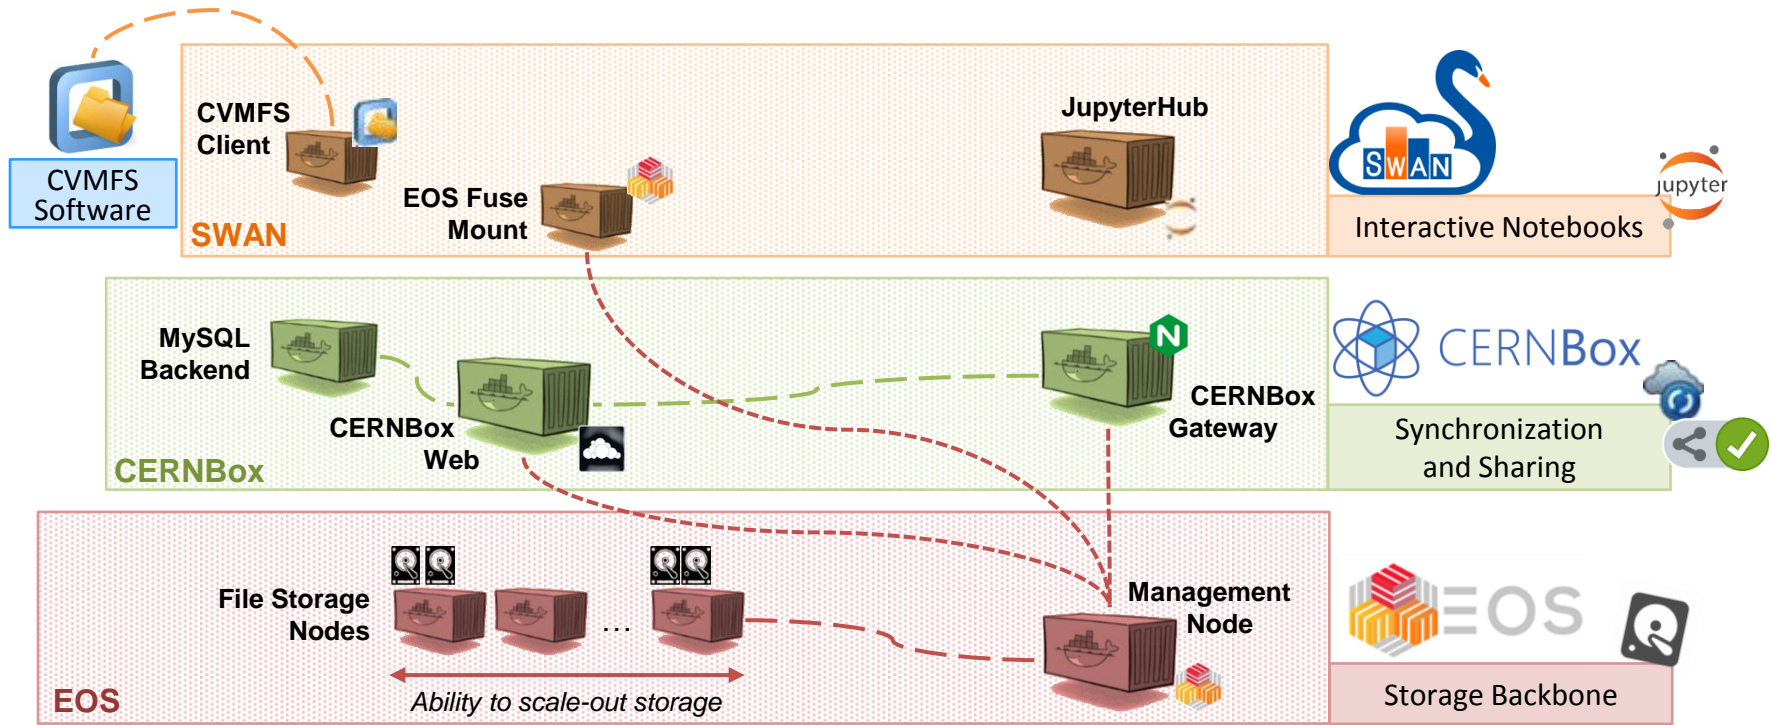 CVMFS
Software
CVMFS
Client
EOS Fuse
Mount
SWAN
JupyterHub
SWAN
Jupyter
Interactive Notebooks
MySQL
Backend
CERNBox
Web
CERNBox
N
CERNBox
Gateway
CERNBox
Synchronization
and Sharing
File Storage
Nodes
...
Ability to scale-out storage
EOS
Management
Node
EOS
Storage Backbone